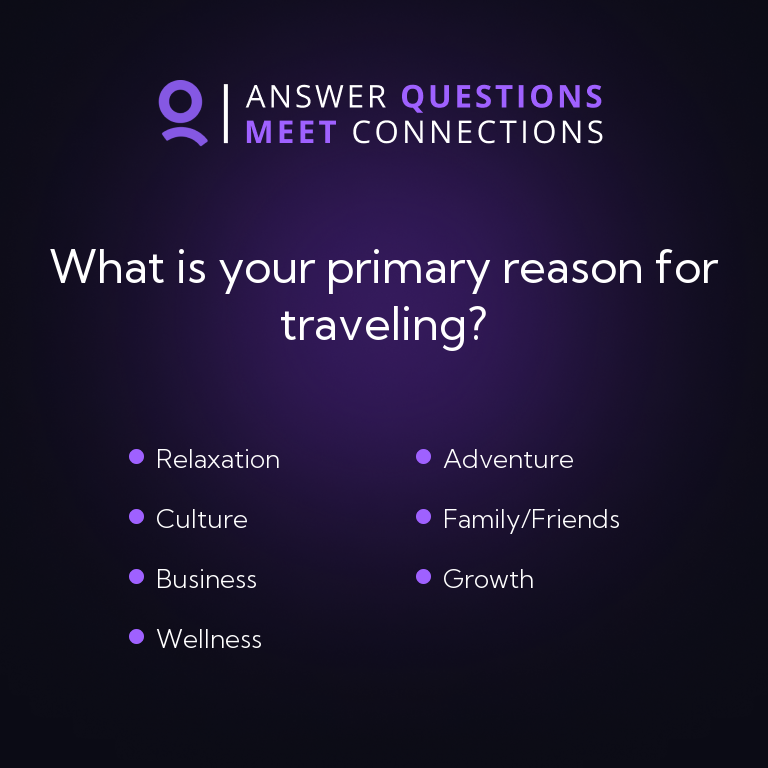 ANSWER QUESTIONS
MEET CONNECTIONS
What is your primary reason for
traveling?
Relaxation
Adventure
Culture
Family/Friends
Business
Growth
Wellness